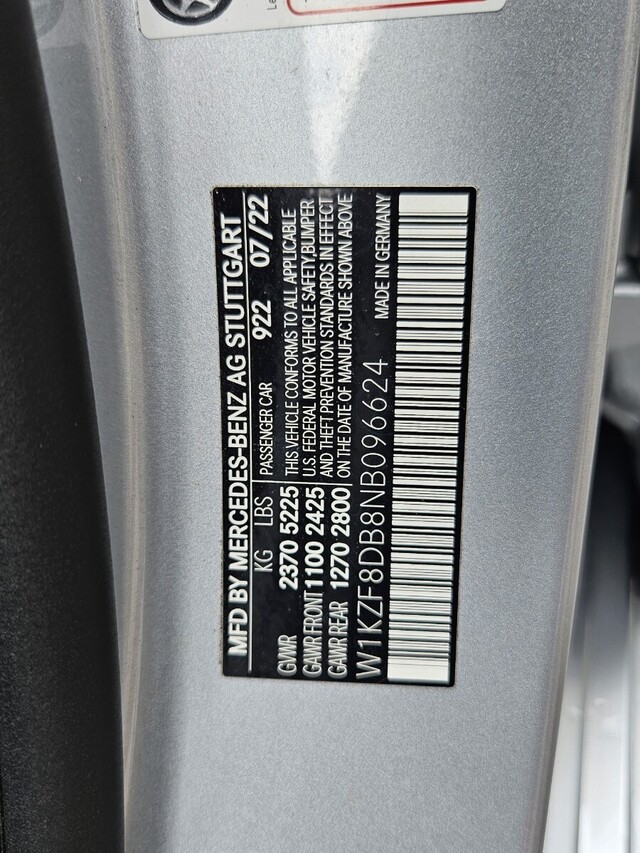 MFD BY MERCEDES-BENZ AG STUTTGART
KG LBS PASSENGER CAR 922 07/22
GVWR 2370 5225 THIS VEHICLE CONFORMS TO ALL APPLICABLE
GAWR FRONT 1100 2425 U.S. FEDERAL MOTOR VEHICLE SAFETY,BUMPER
GAWR REAR 1270 2800 AND THEFT PREVENTION STANDARDS IN EFFECT
ON THE DATE OF MANUFACTURE SHOWN ABOVE
W1KZF8DB8NB096624 MADE IN GERMANY